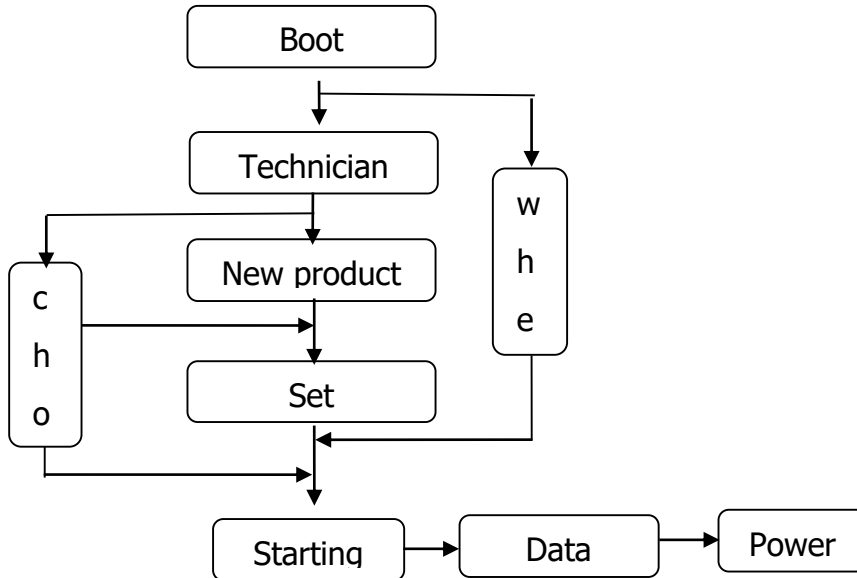 Boot
Technician
w
h
e
New product
c
h
o
Set
Starting
Data
Power